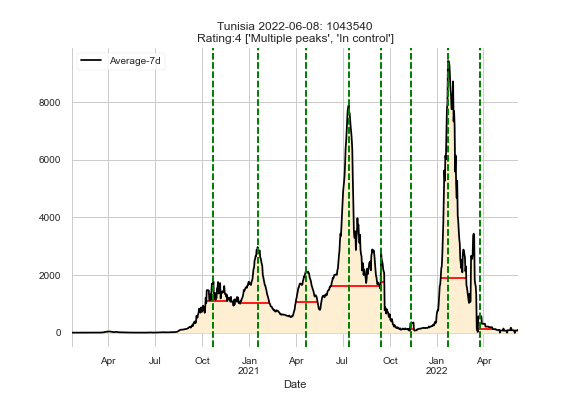 Tunisia 2022-06-08: 1043540
Rating:4 ['Multiple peaks', 'In control']
Average-7d
8000
6000
4000
2000
0
Apr Jul Oct Jan Apr Jul Oct Jan Apr
2021 2022
Date